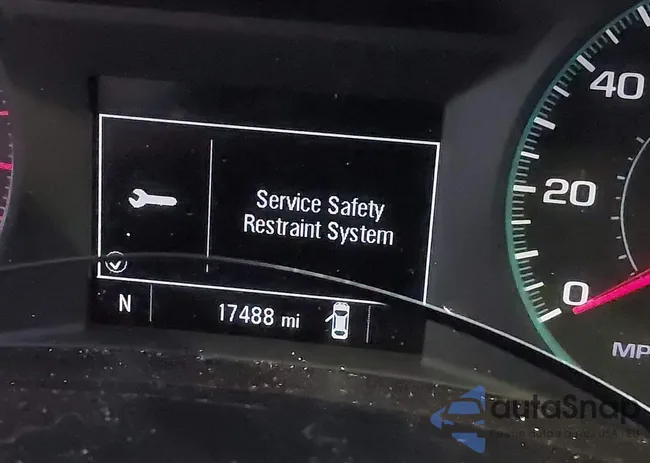 40
Service Safety
Restraint System
20
N 17488 mi
0
MP
autoSnap